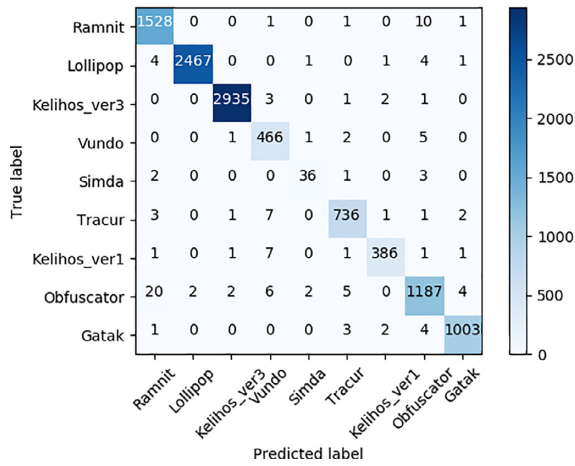 Ramnit 1528 0 0 1 0 1 0 10 1
Lollipop 4 2467 0 0 1 0 1 4 1
Kelihos_ver3 0 0 2935 3 0 1 2 1 0
Vundo 0 0 1 466 1 2 0 5 0
Simda 2 0 0 0 36 1 0 3 0
Tracur 3 0 1 7 0 736 1 1 2
Kelihos_ver1 1 0 1 7 0 1 386 1 1
Obfuscator 20 2 2 6 2 5 0 1187 4
Gatak 1 0 0 0 0 3 2 4 1003
True label
Ramnit Lollipop Kelihos_ver3 Vundo Simda Tracur Kelihos_ver1 Obfuscator Gatak
Predicted label
2500
2000
1500
1000
500
0